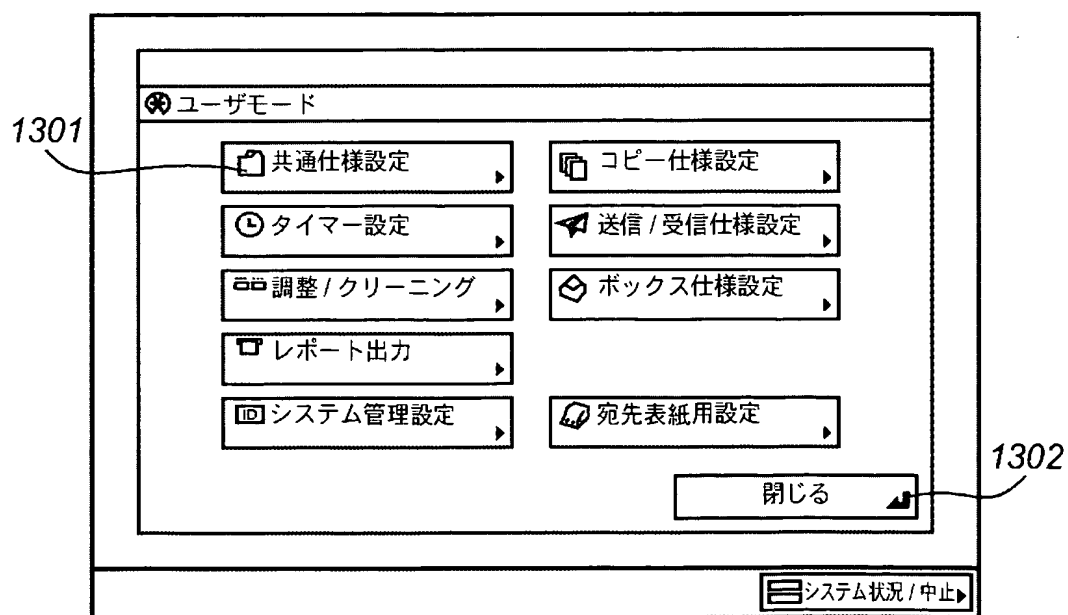 ユーザモード
1301
共通仕様設定
コピー仕様設定
タイマー設定
送信 / 受信仕様設定
調整 / クリーニング
ボックス仕様設定
レポート出力
ID システム管理設定
宛先表紙用設定
1302
閉じる
システム状況 / 中止